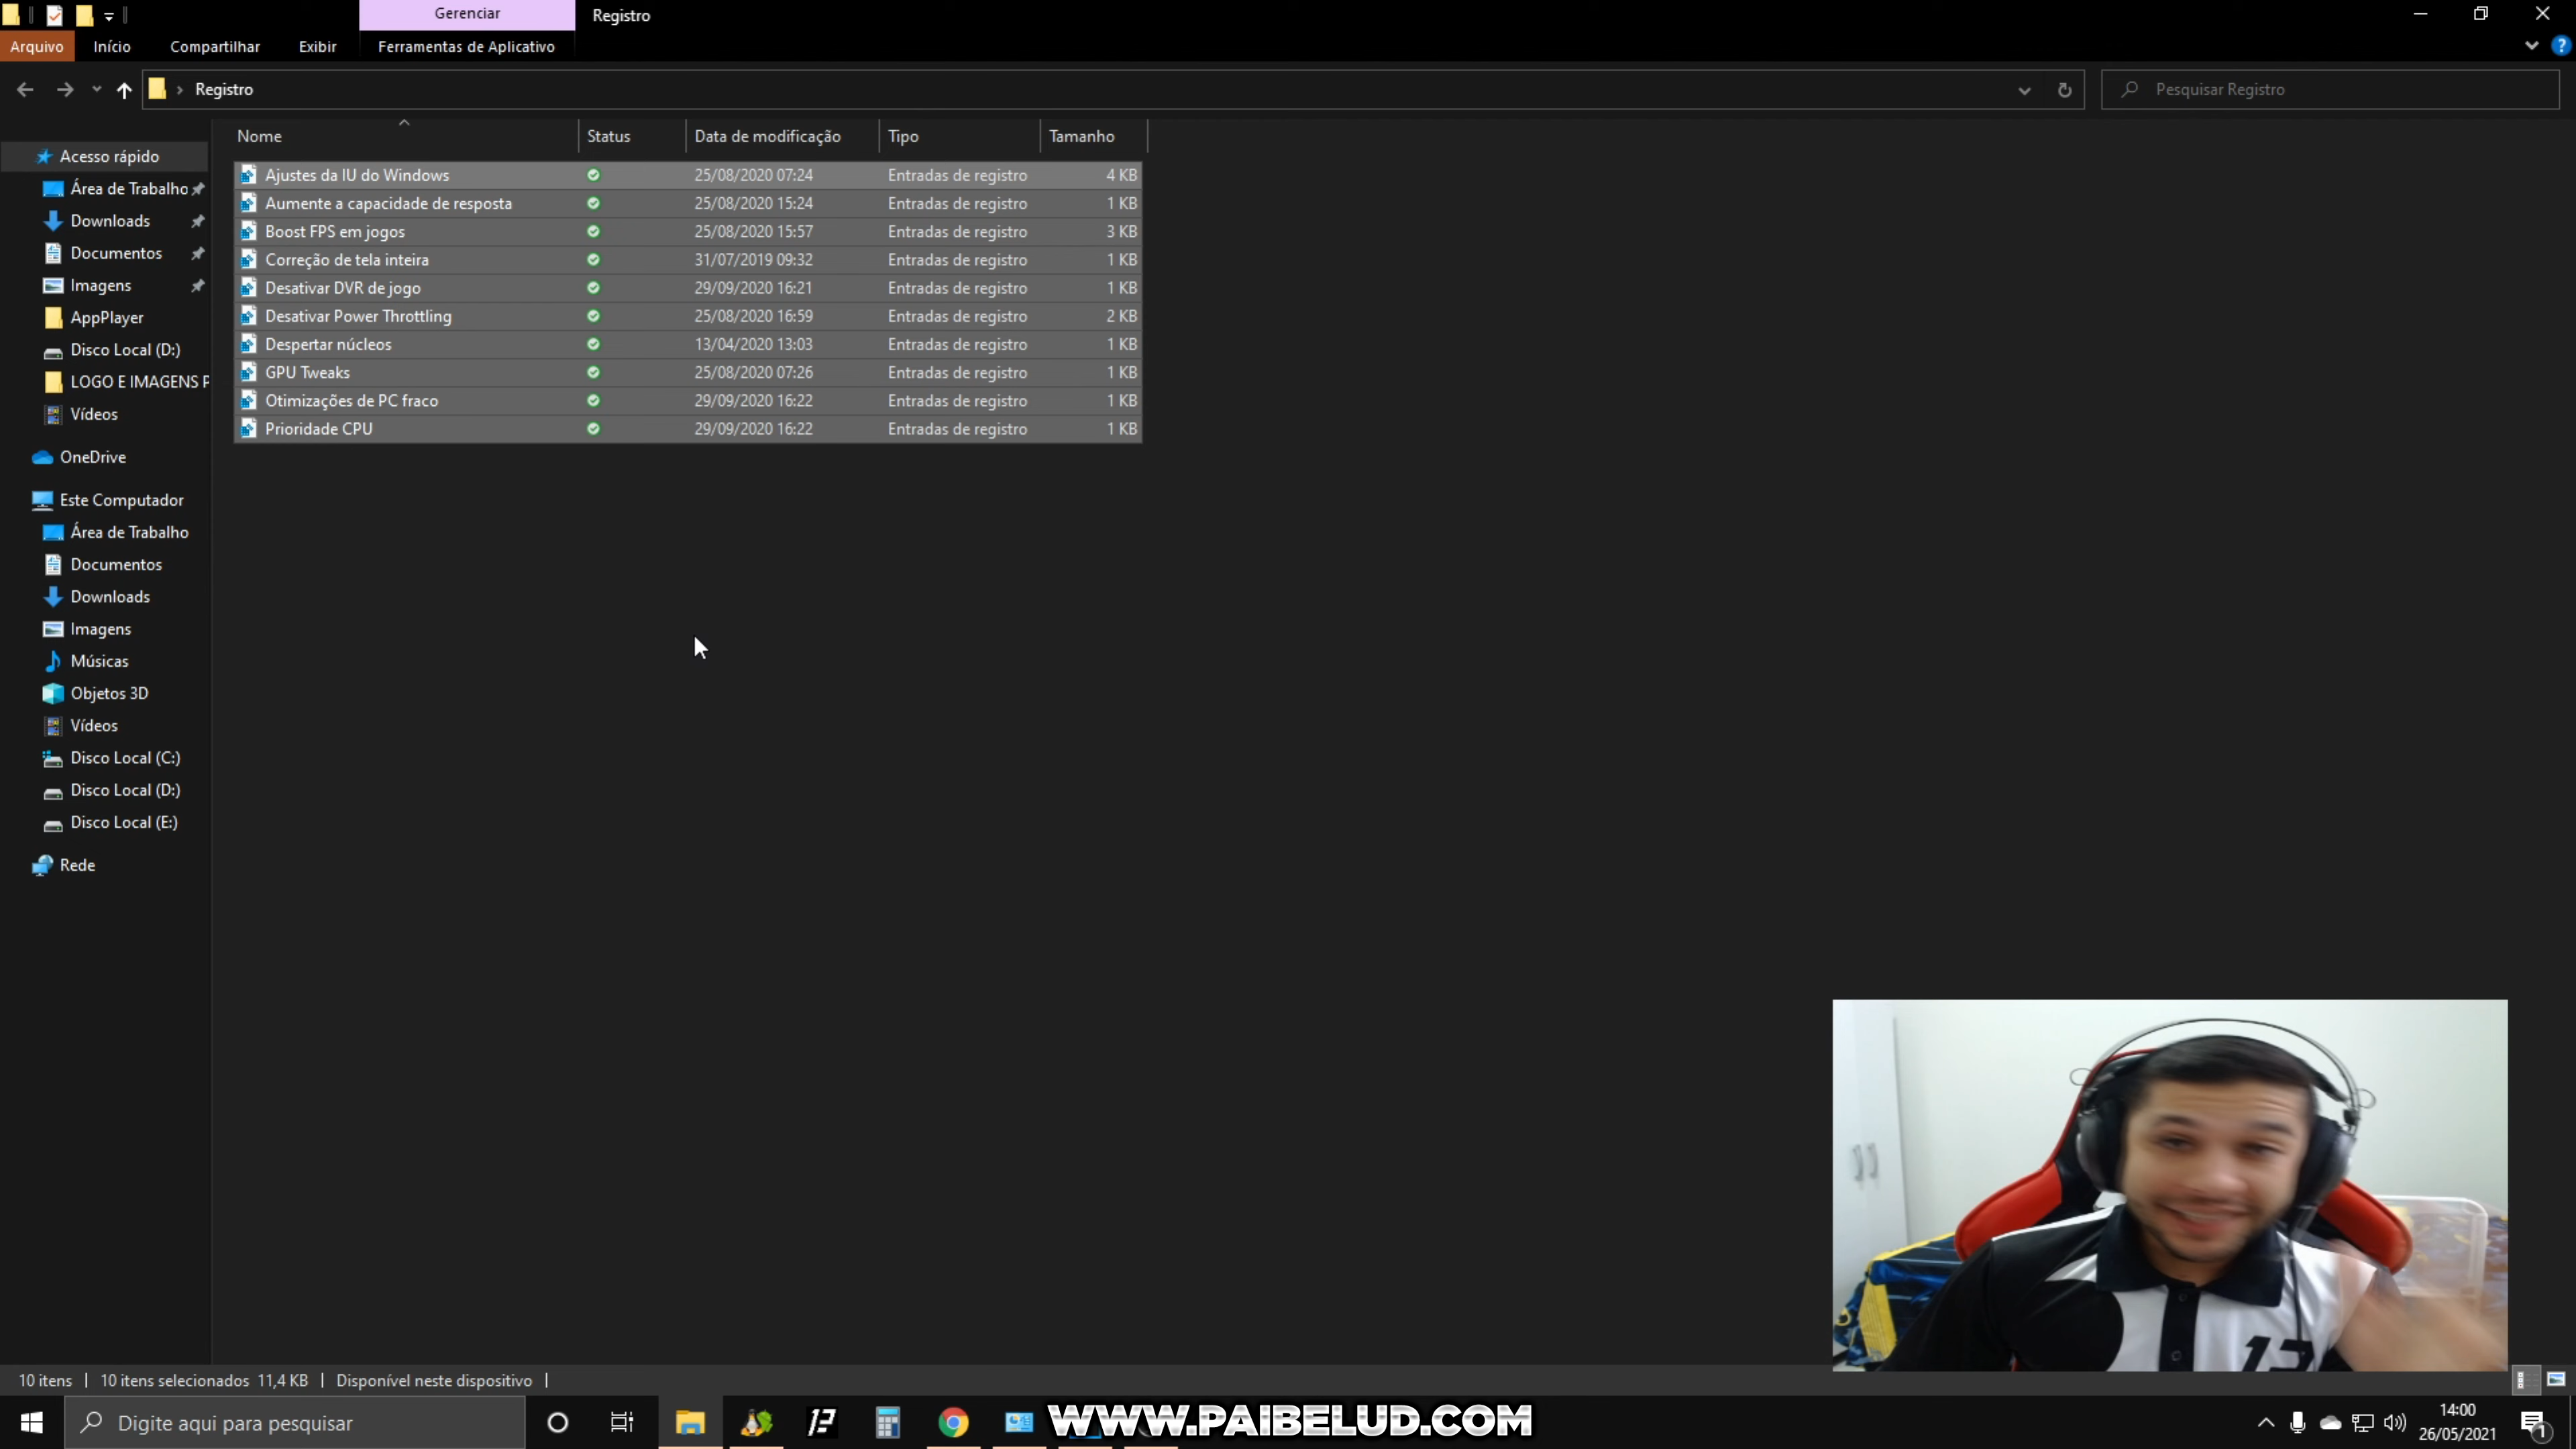 Gerenciar
Registro
Arquivo
Início
Compartilhar
Exibir
Ferramentas de Aplicativo
Registro
Pesquisar Registro
Nome Status Data de modificação Tipo Tamanho
Ajustes da IU do Windows 25/08/2020 07:24 Entradas de registro 4 KB
Aumente a capacidade de resposta 25/08/2020 15:24 Entradas de registro 1 KB
Boost FPS em jogos 25/08/2020 15:57 Entradas de registro 3 KB
Correção de tela inteira 31/07/2019 09:32 Entradas de registro 1 KB
Desativar DVR de jogo 29/09/2020 16:21 Entradas de registro 1 KB
Desativar Power Throttling 25/08/2020 16:59 Entradas de registro 2 KB
Despertar núcleos 13/04/2020 13:03 Entradas de registro 1 KB
GPU Tweaks 25/08/2020 07:26 Entradas de registro 1 KB
Otimizações de PC fraco 29/09/2020 16:22 Entradas de registro 1 KB
Prioridade CPU 29/09/2020 16:22 Entradas de registro 1 KB
Acesso rápido
Área de Trabalho
Downloads
Documentos
Imagens
AppPlayer
Disco Local (D:)
LOGO E IMAGENS P
Vídeos
OneDrive
Este Computador
Área de Trabalho
Documentos
Downloads
Imagens
Músicas
Objetos 3D
Vídeos
Disco Local (C:)
Disco Local (D:)
Disco Local (E:)
Rede
12
10 itens
10 itens selecionados 11,4 KB
Disponível neste dispositivo
Digite aqui para pesquisar
12
WWW.PAIBELUD.COM
14:00
26/05/2021
1